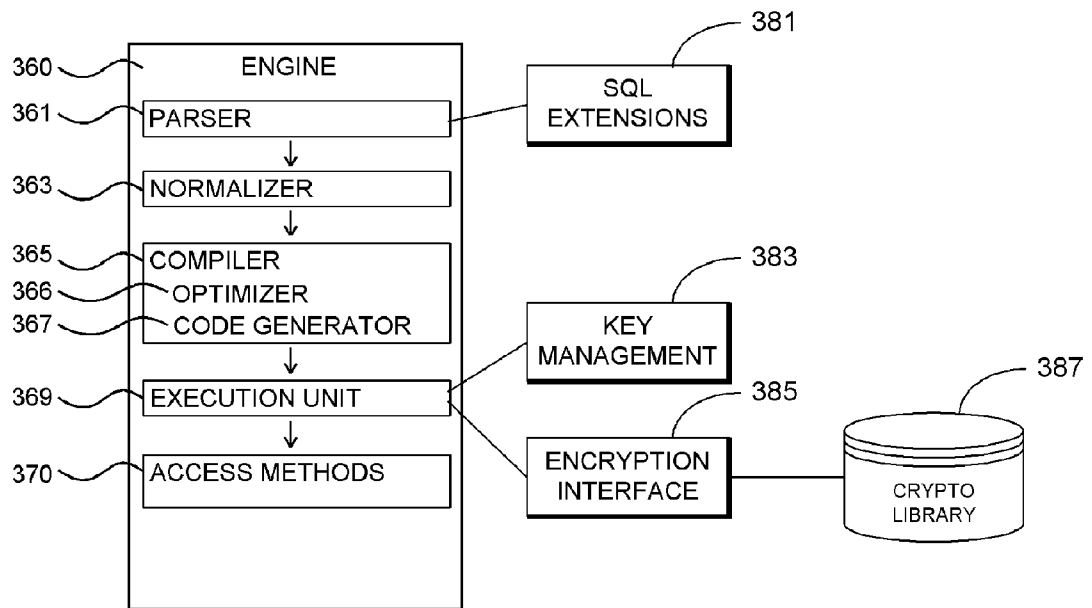 381
360
ENGINE
SQL
EXTENSIONS
361
PARSER
363
NORMALIZER
365
COMPILER
366
OPTIMIZER
367
CODE GENERATOR
383
KEY
MANAGEMENT
369
EXECUTION UNIT
385
387
370
ACCESS METHODS
ENCRYPTION
INTERFACE
CRYPTO
LIBRARY